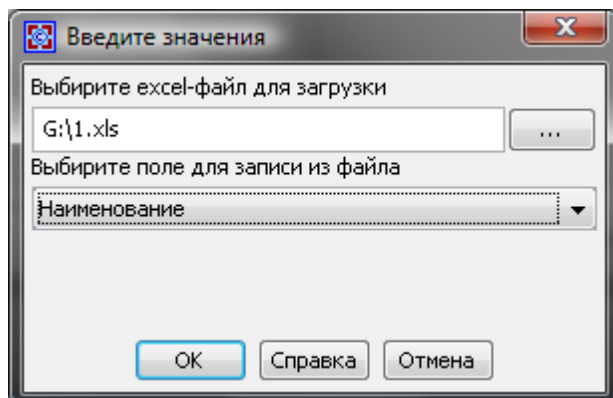 Введите значения
Выбирите excel-файл для загрузки
G:\1.xls
...
Выбирите поле для записи из файла
Наименование
OK Справка Отмена